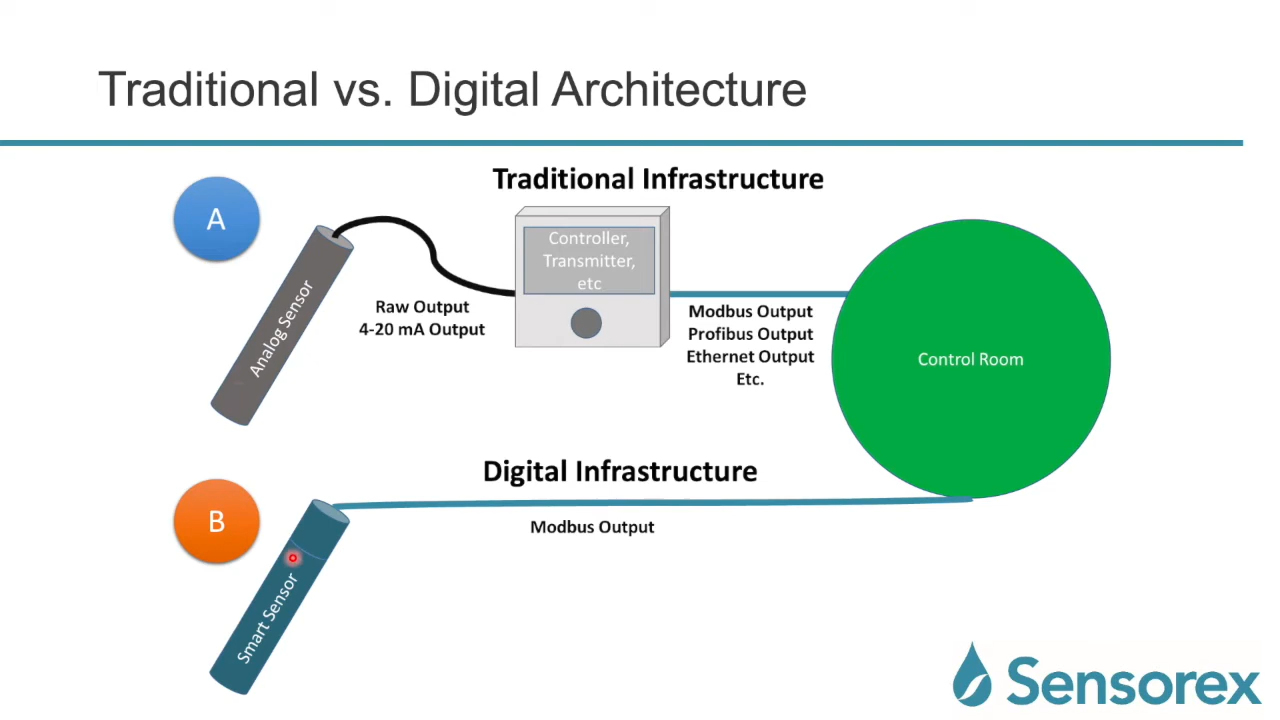 Traditional vs. Digital Architecture
Traditional Infrastructure
A
Analog Sensor
Raw Output
4-20 mA Output
Controller,
Transmitter,
etc
Modbus Output
Profibus Output
Ethernet Output
Etc.
Control Room
Digital Infrastructure
B
Smart Sensor
Modbus Output
Sensorex